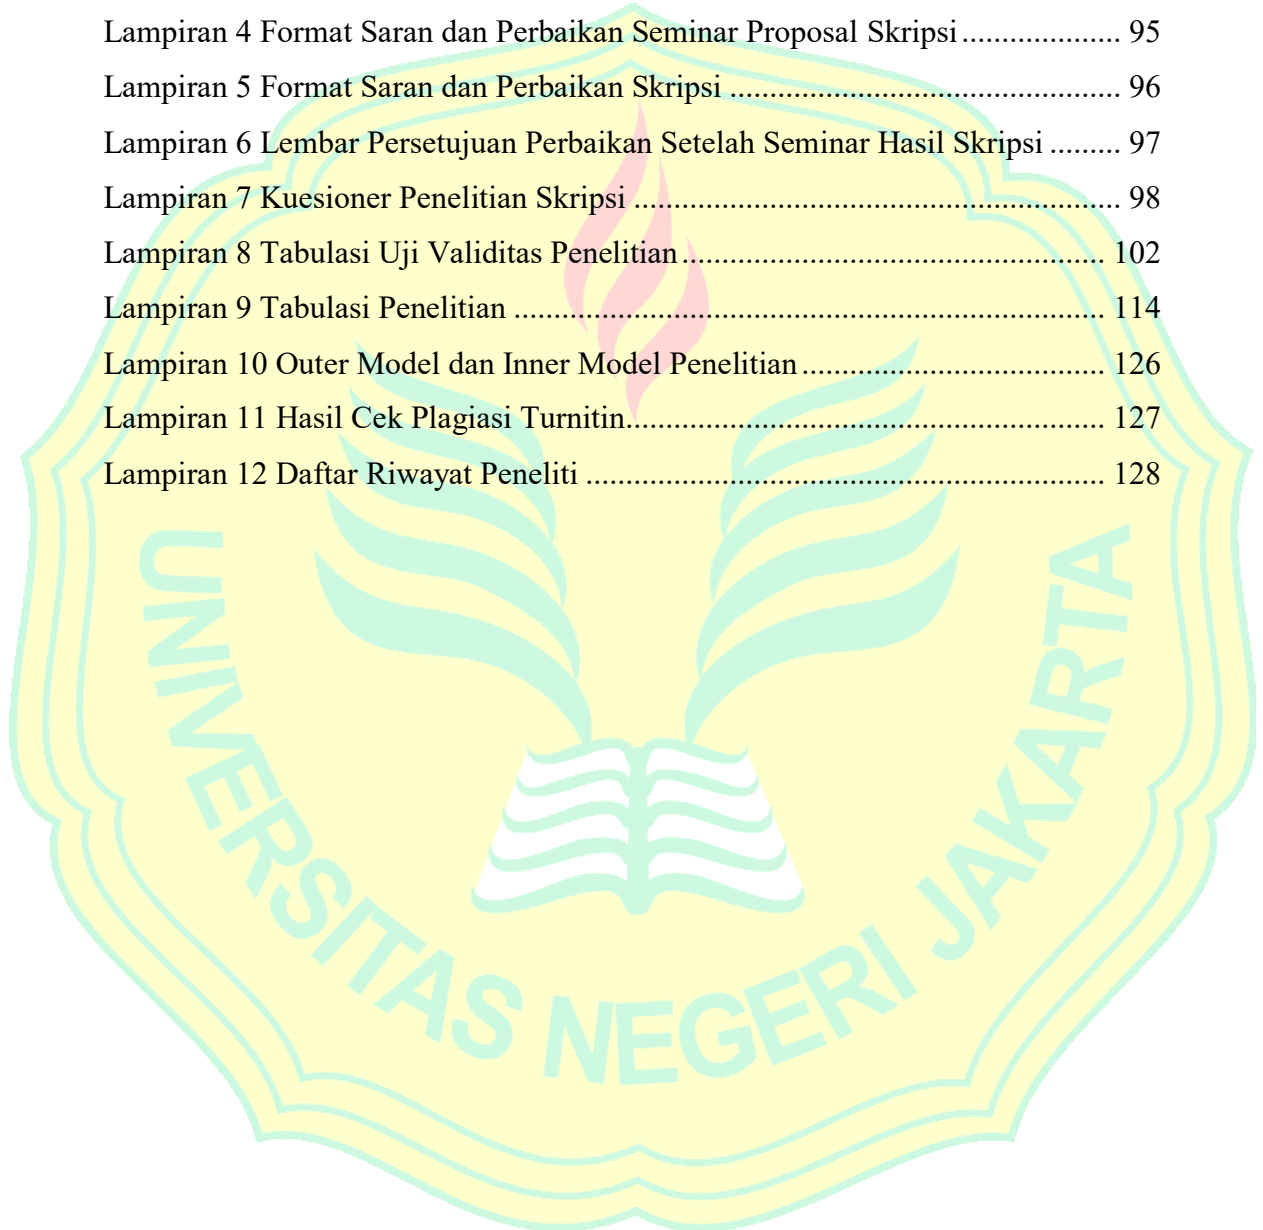 Lampiran 4 Format Saran dan Perbaikan Seminar Proposal Skripsi .................... 95
Lampiran 5 Format Saran dan Perbaikan Skripsi ................................................. 96
Lampiran 6 Lembar Persetujuan Perbaikan Setelah Seminar Hasil Skripsi ......... 97
Lampiran 7 Kuesioner Penelitian Skripsi ............................................................. 98
Lampiran 8 Tabulasi Uji Validitas Penelitian ......................................................... 102
Lampiran 9 Tabulasi Penelitian .......................................................................... 114
Lampiran 10 Outer Model dan Inner Model Penelitian ...................................... 126
Lampiran 11 Hasil Cek Plagiasi Turnitin............................................................ 127
Lampiran 12 Daftar Riwayat Peneliti ................................................................. 128
UNIVERSITAS NEGERI JAKARTA